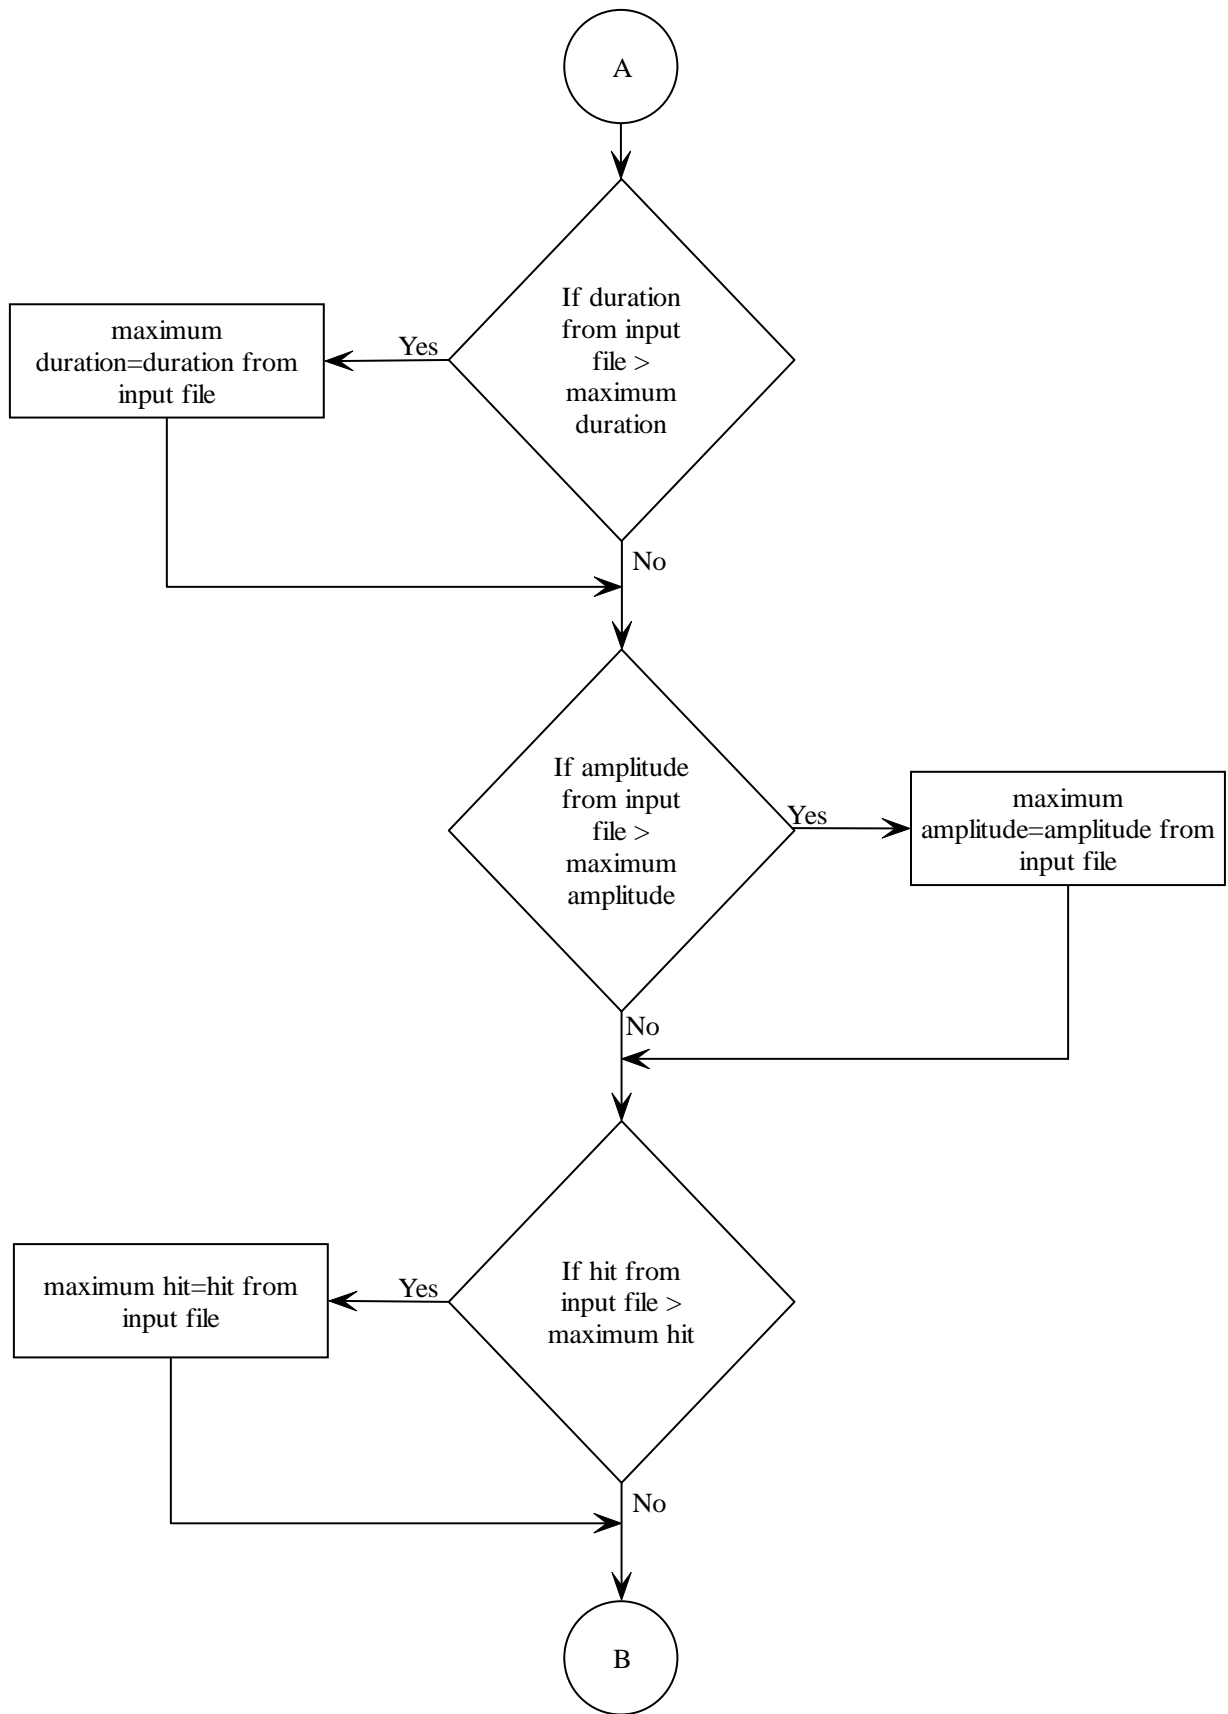 A
If duration
from input
file >
maximum
duration
Yes
maximum
duration=duration from
input file
No
If amplitude
from input
file >
maximum
amplitude
Yes
maximum
amplitude=amplitude from
input file
No
If hit from
input file >
maximum hit
Yes
maximum hit=hit from
input file
No
B